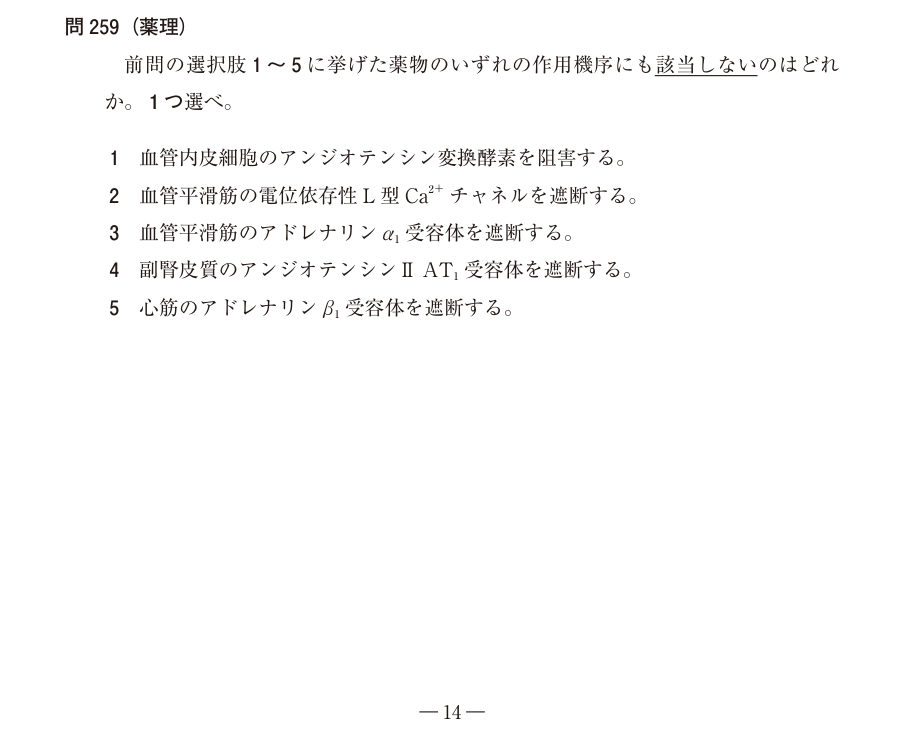 問 259（薬理）
前問の選択肢 1 〜 5 に挙げた薬物のいずれの作用機序にも該当しないのはどれ
か。 1 つ選べ。
1 血管内皮細胞のアンジオテンシン変換酵素を阻害する。
2 血管平滑筋の電位依存性 L 型 Ca²⁺ チャネルを遮断する。
3 血管平滑筋のアドレナリン α₁ 受容体を遮断する。
4 副腎皮質のアンジオテンシンⅡ AT₁ 受容体を遮断する。
5 心筋のアドレナリン β₁ 受容体を遮断する。
— 14 —